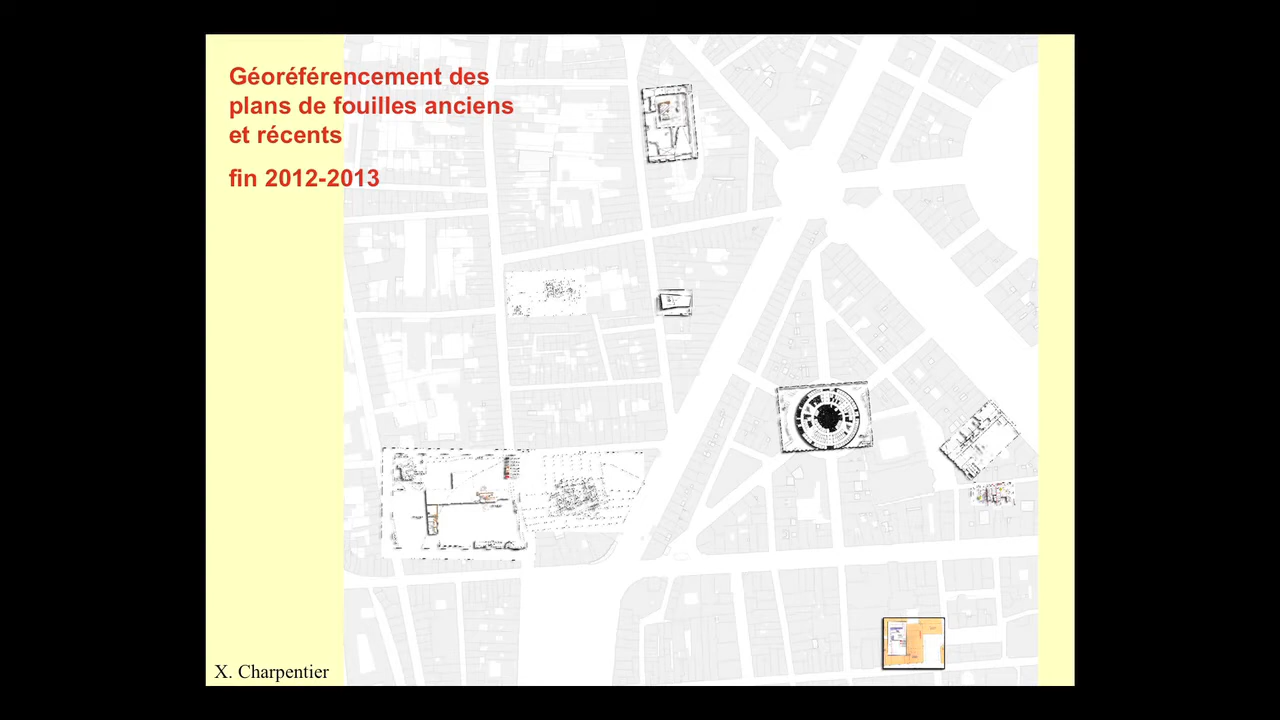 Géoréférencement des
plans de fouilles anciens
et récents
fin 2012-2013
X. Charpentier